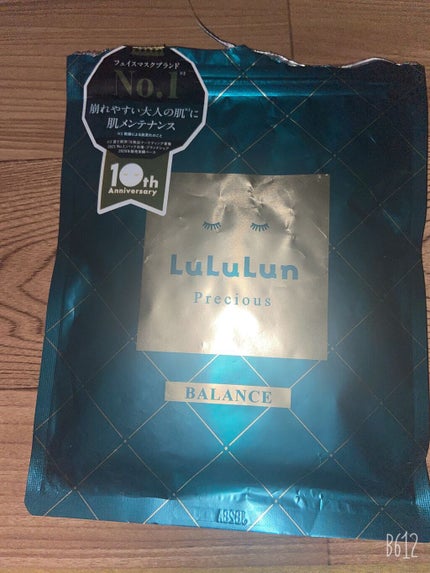 フェイスマスクブランド
No.1
崩れやすい大人の肌に
肌メンテナンス
10th
Anniversary
LuLuLun
Precious
BALANCE
B612